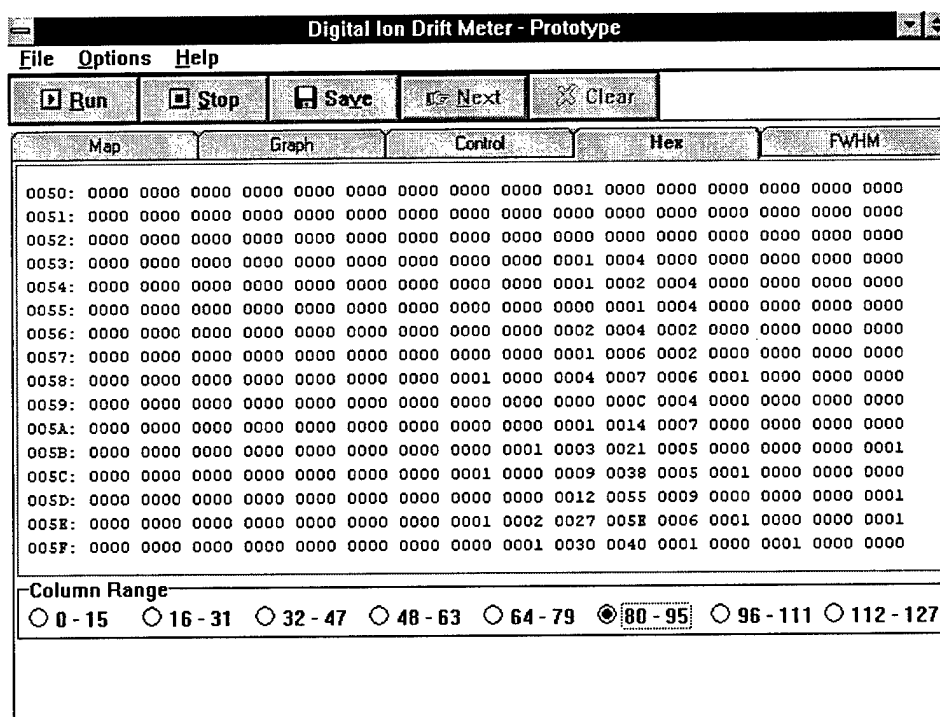 Digital Ion Drift Meter - Prototype
File Options Help
Run Stop Save Next Clear
Map Graph Control Hex FWHM
0050: 0000 0000 0000 0000 0000 0000 0000 0000 0000 0001 0000 0000 0000 0000 0000 0000
0051: 0000 0000 0000 0000 0000 0000 0000 0000 0000 0000 0000 0000 0000 0000 0000 0000
0052: 0000 0000 0000 0000 0000 0000 0000 0000 0000 0000 0000 0000 0000 0000 0000 0000
0053: 0000 0000 0000 0000 0000 0000 0000 0000 0000 0001 0004 0000 0000 0000 0000 0000
0054: 0000 0000 0000 0000 0000 0000 0000 0000 0000 0001 0002 0004 0000 0000 0000 0000
0055: 0000 0000 0000 0000 0000 0000 0000 0000 0000 0000 0001 0004 0000 0000 0000 0000
0056: 0000 0000 0000 0000 0000 0000 0000 0000 0000 0002 0004 0002 0000 0000 0000 0000
0057: 0000 0000 0000 0000 0000 0000 0000 0000 0000 0001 0006 0002 0000 0000 0000 0000
0058: 0000 0000 0000 0000 0000 0000 0000 0001 0000 0004 0007 0006 0001 0000 0000 0000
0059: 0000 0000 0000 0000 0000 0000 0000 0000 0000 0000 000C 0004 0000 0000 0000 0000
005A: 0000 0000 0000 0000 0000 0000 0000 0000 0000 0001 0014 0007 0000 0000 0000 0000
005B: 0000 0000 0000 0000 0000 0000 0000 0000 0001 0003 0021 0005 0000 0000 0000 0001
005C: 0000 0000 0000 0000 0000 0000 0000 0001 0000 0009 0038 0005 0001 0000 0000 0000
005D: 0000 0000 0000 0000 0000 0000 0000 0000 0000 0012 0055 0009 0000 0000 0000 0001
005E: 0000 0000 0000 0000 0000 0000 0000 0001 0002 0027 005E 0006 0001 0000 0000 0001
005F: 0000 0000 0000 0000 0000 0000 0000 0000 0001 0030 0040 0001 0000 0001 0000 0000
Column Range
0 - 15 16 - 31 32 - 47 48 - 63 64 - 79 80 - 95 96 - 111 112 - 127